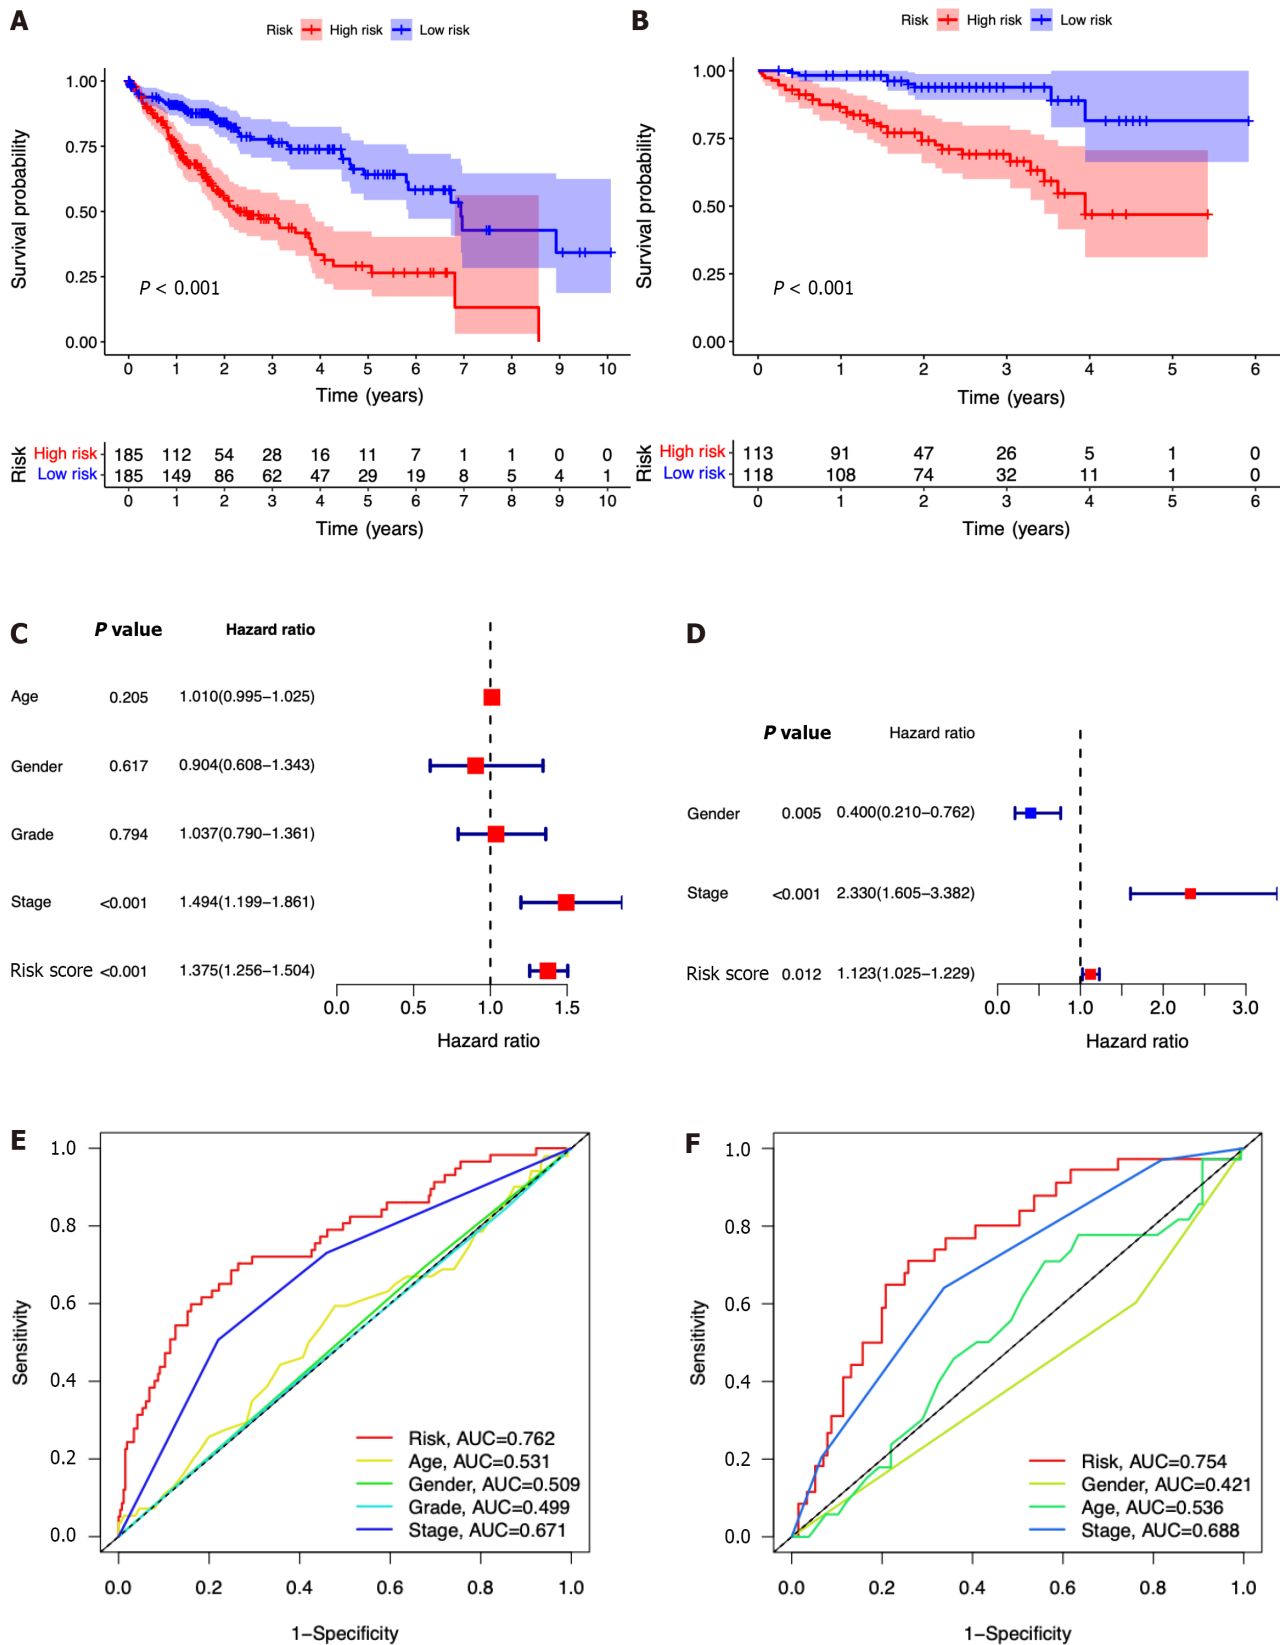 A
Risk High risk Low risk
1.00
0.75
0.50
0.25
0.00
Survival probability
P < 0.001
0 1 2 3 4 5 6 7 8 9 10
Time (years)
Risk
High risk 185 112 54 28 16 11 7 1 1 0 0
Low risk 185 149 86 62 47 29 19 8 5 4 1
0 1 2 3 4 5 6 7 8 9 10
Time (years)
B
Risk High risk Low risk
1.00
0.75
0.50
0.25
0.00
Survival probability
P < 0.001
0 1 2 3 4 5 6
Time (years)
Risk
High risk 113 91 47 26 5 1 0
Low risk 118 108 74 32 11 1 0
0 1 2 3 4 5 6
Time (years)
C
P value Hazard ratio
Age 0.205 1.010(0.995−1.025)
Gender 0.617 0.904(0.608−1.343)
Grade 0.794 1.037(0.790−1.361)
Stage <0.001 1.494(1.199−1.861)
Risk score <0.001 1.375(1.256−1.504)
0.0 0.5 1.0 1.5
Hazard ratio
D
P value Hazard ratio
Gender 0.005 0.400(0.210−0.762)
Stage <0.001 2.330(1.605−3.382)
Risk score 0.012 1.123(1.025−1.229)
0.0 1.0 2.0 3.0
Hazard ratio
E
1.0
0.8
0.6
0.4
0.2
0.0
Sensitivity
Risk, AUC=0.762
Age, AUC=0.531
Gender, AUC=0.509
Grade, AUC=0.499
Stage, AUC=0.671
0.0 0.2 0.4 0.6 0.8 1.0
1−Specificity
F
1.0
0.8
0.6
0.4
0.2
0.0
Sensitivity
Risk, AUC=0.754
Gender, AUC=0.421
Age, AUC=0.536
Stage, AUC=0.688
0.0 0.2 0.4 0.6 0.8 1.0
1−Specificity